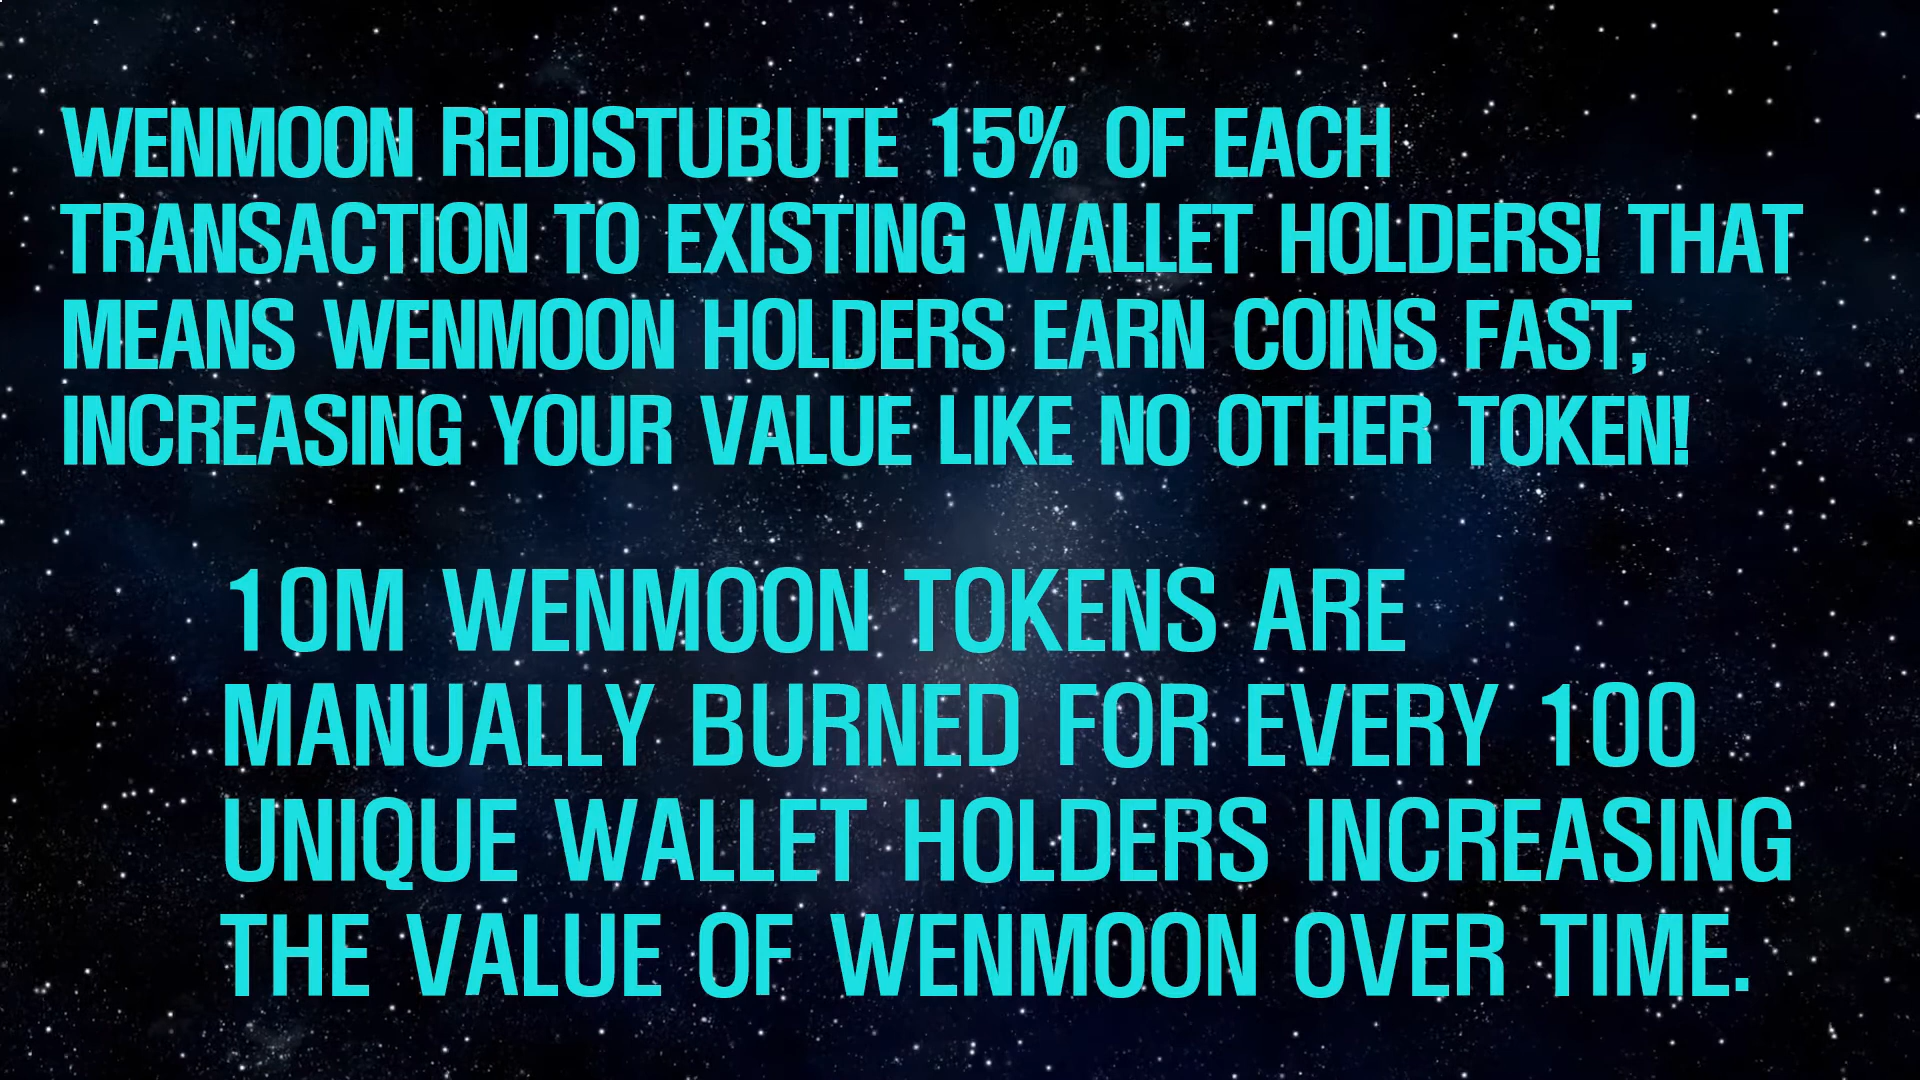 WENMOON REDISTUBUTE 15% OF EACH
TRANSACTION TO EXISTING WALLET HOLDERS! THAT
MEANS WENMOON HOLDERS EARN COINS FAST,
INCREASING YOUR VALUE LIKE NO OTHER TOKEN!
10M WENMOON TOKENS ARE
MANUALLY BURNED FOR EVERY 100
UNIQUE WALLET HOLDERS INCREASING
THE VALUE OF WENMOON OVER TIME.